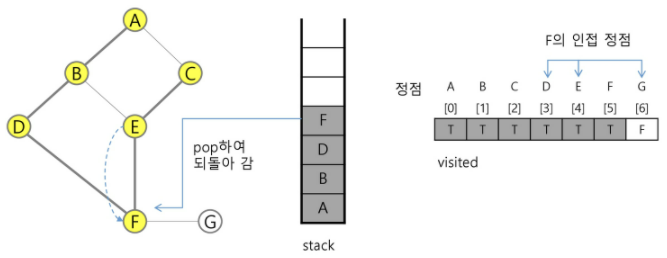 A
B
C
D
E
F
G
pop하여
되돌아 감
F
D
B
A
stack
F의 인접 정점
정점 A B C D E F G
[0] [1] [2] [3] [4] [5] [6]
T T T T T T F
visited